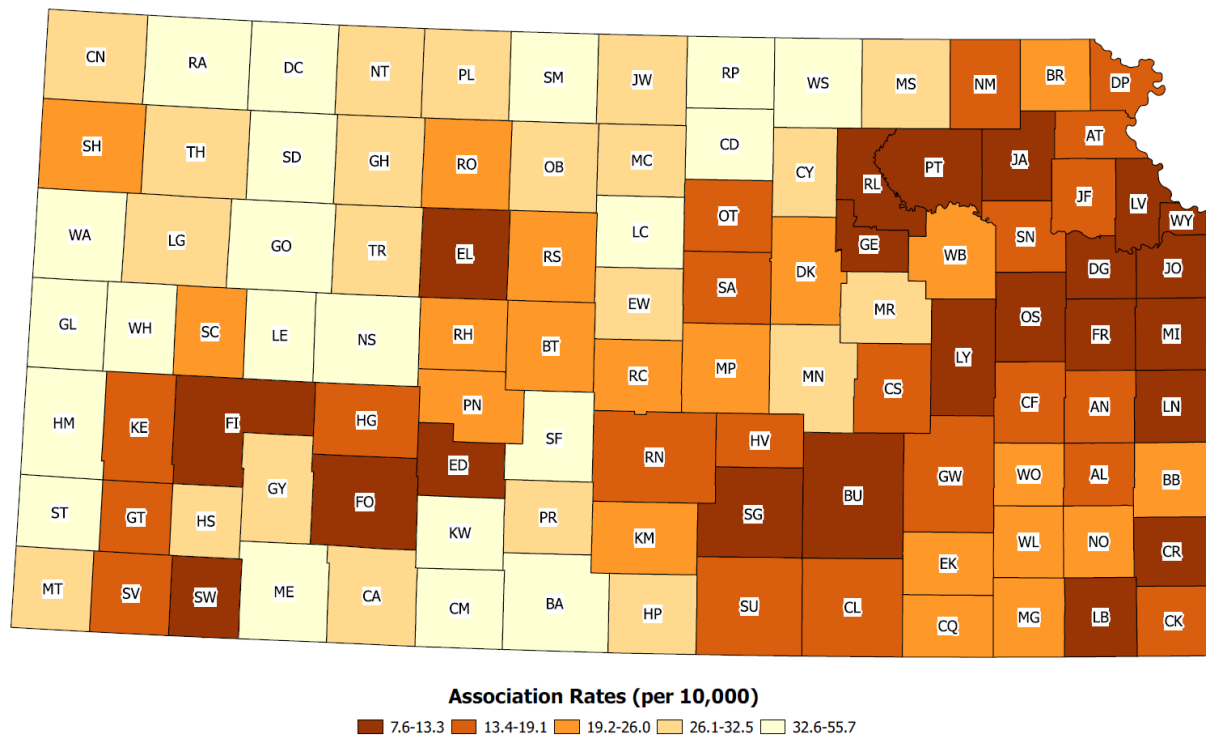 CN RA DC NT PL SM JW RP WS MS NM BR DP
SH TH SD GH RO OB MC CD CY RL PT JA AT
WA LG GO TR EL RS LC OT DK GE WB SN JF LV WY
GL WH SC LE NS RH BT EW SA MR LY OS DG JO
HM KE FI HG PN SF RC MP MN CS CF FR MI
ST GT HS GY FO ED RN HV BU GW AN LN
MT SV SW ME CA KW PR KM SG WO AL BB
CM BA HP SU CL EK WL NO CR
CQ MG LB CK
Association Rates (per 10,000)
7.6-13.3 13.4-19.1 19.2-26.0 26.1-32.5 32.6-55.7